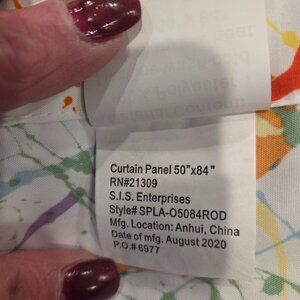 Curtain Panel 50"x84"
RN#21309
S.I.S. Enterprises
Style# SPLA-O5084ROD
Mfg. Location: Anhui, China
Date of mfg. August 2020
P.O.# 6977